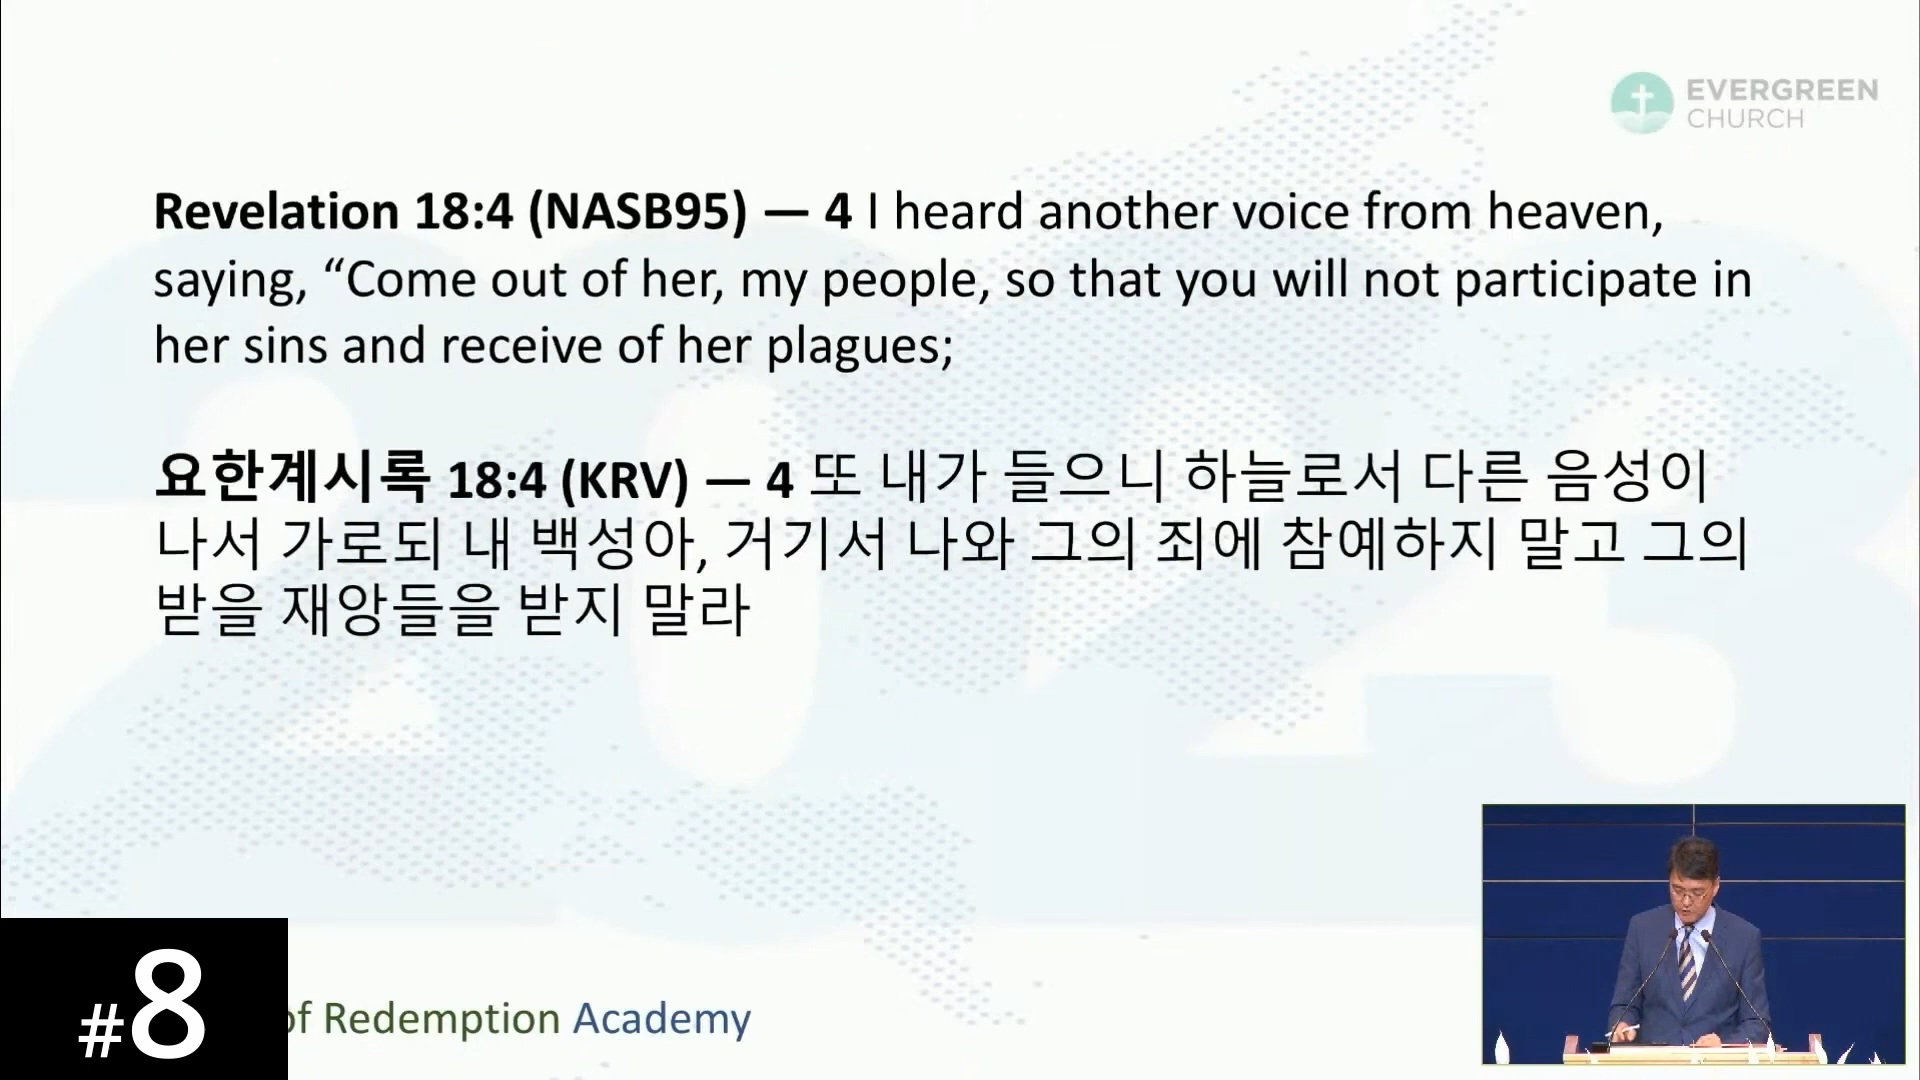 EVERGREEN
CHURCH
Revelation 18:4 (NASB95) — 4 I heard another voice from heaven,
saying, “Come out of her, my people, so that you will not participate in
her sins and receive of her plagues;
요한계시록 18:4 (KRV) — 4 또 내가 들으니 하늘로서 다른 음성이
나서 가로되 내 백성아, 거기서 나와 그의 죄에 참예하지 말고 그의
받을 재앙들을 받지 말라
#8
of Redemption Academy